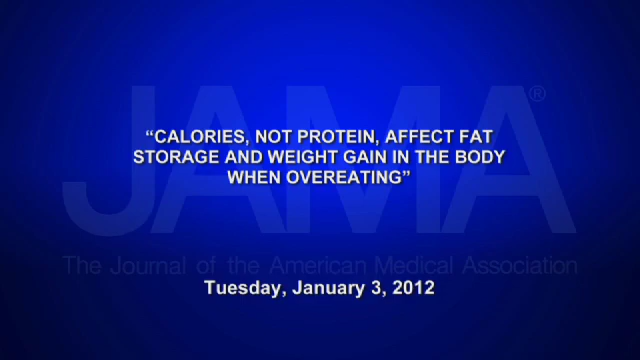 JAMA®
“CALORIES, NOT PROTEIN, AFFECT FAT
STORAGE AND WEIGHT GAIN IN THE BODY
WHEN OVEREATING”
The Journal of the American Medical Association
Tuesday, January 3, 2012